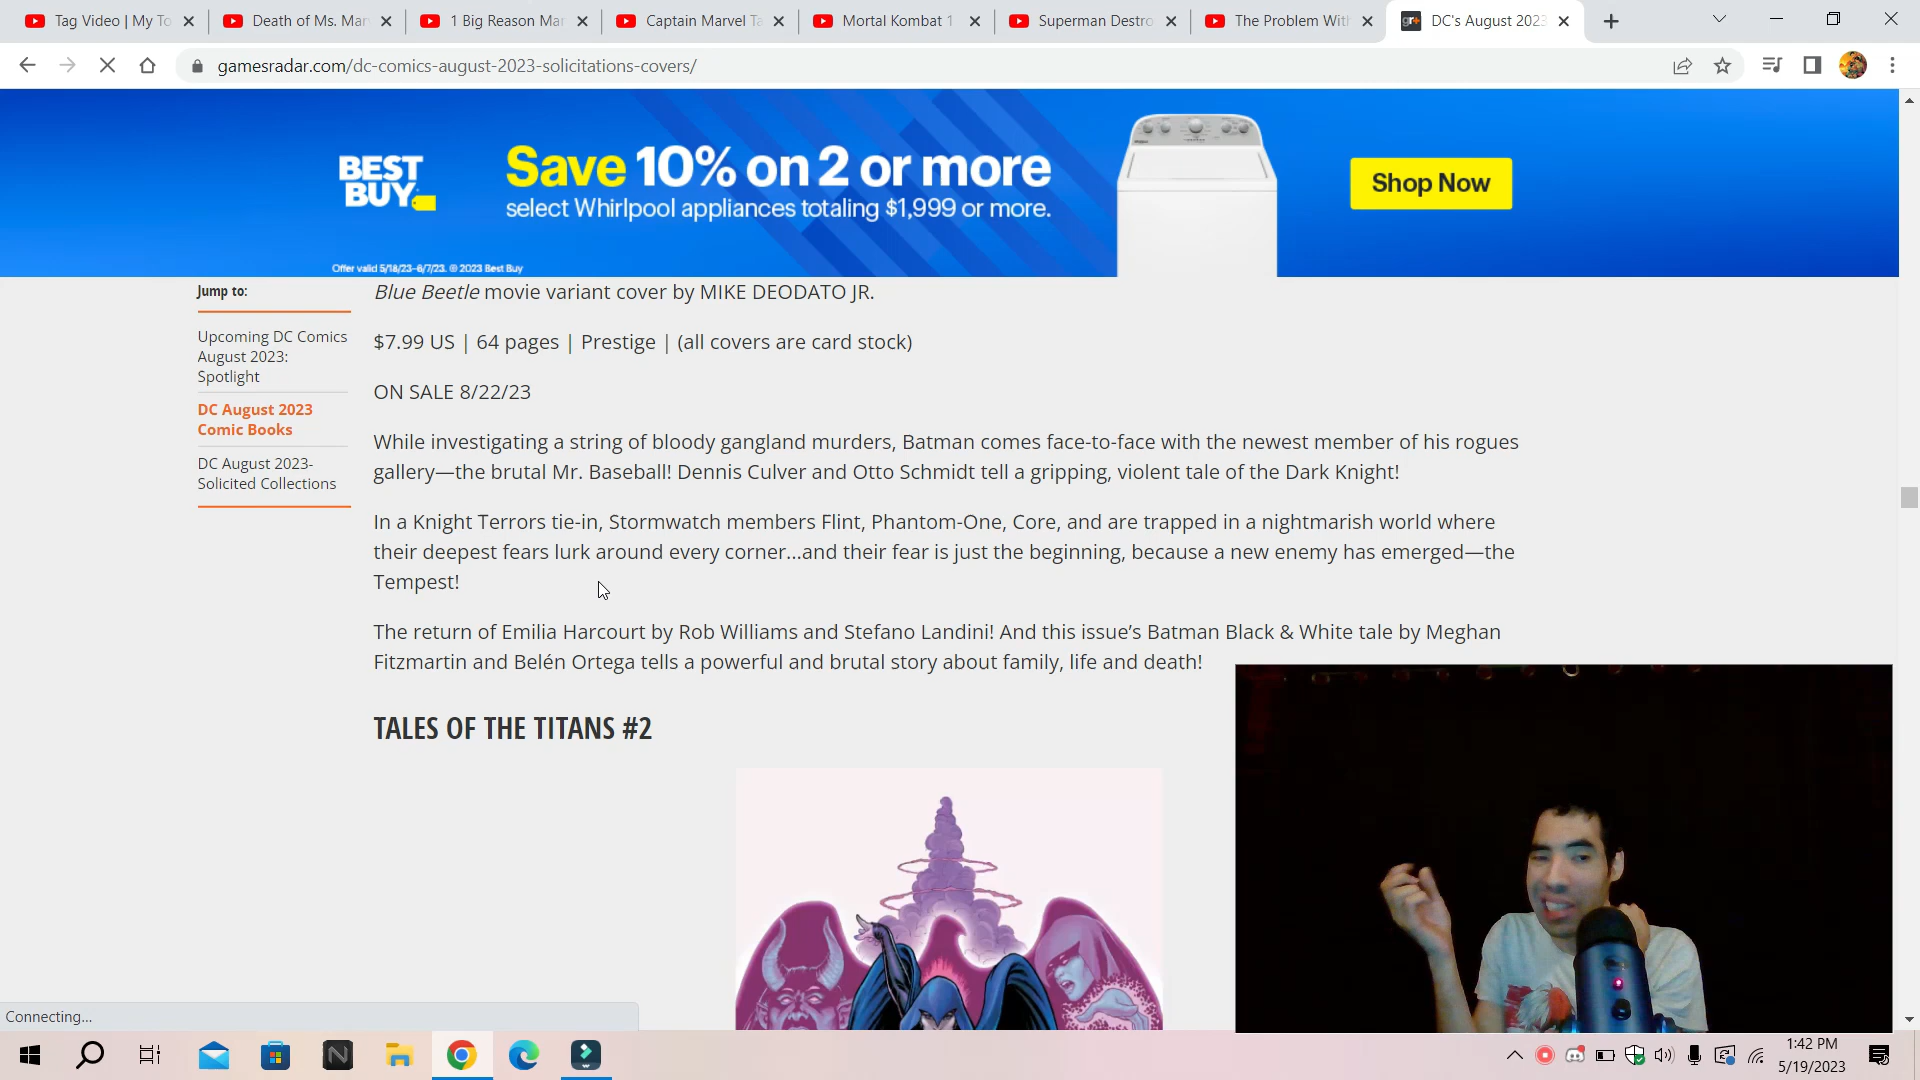 Tag Video | My To
Death of Ms. Mar
1 Big Reason Mar
Captain Marvel Ta
Mortal Kombat 1
Superman Destro
The Problem With
gr+ DC's August 2023
gamesradar.com/dc-comics-august-2023-solicitations-covers/
BEST BUY
Save 10% on 2 or more
select Whirlpool appliances totaling $1,999 or more.
Shop Now
Offer valid 5/18/23–6/7/23. © 2023 Best Buy
Jump to:
Upcoming DC Comics
August 2023:
Spotlight
DC August 2023
Comic Books
DC August 2023-
Solicited Collections
Blue Beetle movie variant cover by MIKE DEODATO JR.
$7.99 US | 64 pages | Prestige | (all covers are card stock)
ON SALE 8/22/23
While investigating a string of bloody gangland murders, Batman comes face-to-face with the newest member of his rogues
gallery—the brutal Mr. Baseball! Dennis Culver and Otto Schmidt tell a gripping, violent tale of the Dark Knight!
In a Knight Terrors tie-in, Stormwatch members Flint, Phantom-One, Core, and are trapped in a nightmarish world where
their deepest fears lurk around every corner...and their fear is just the beginning, because a new enemy has emerged—the
Tempest!
The return of Emilia Harcourt by Rob Williams and Stefano Landini! And this issue's Batman Black & White tale by Meghan
Fitzmartin and Belén Ortega tells a powerful and brutal story about family, life and death!
TALES OF THE TITANS #2
Connecting...
1:42 PM
5/19/2023